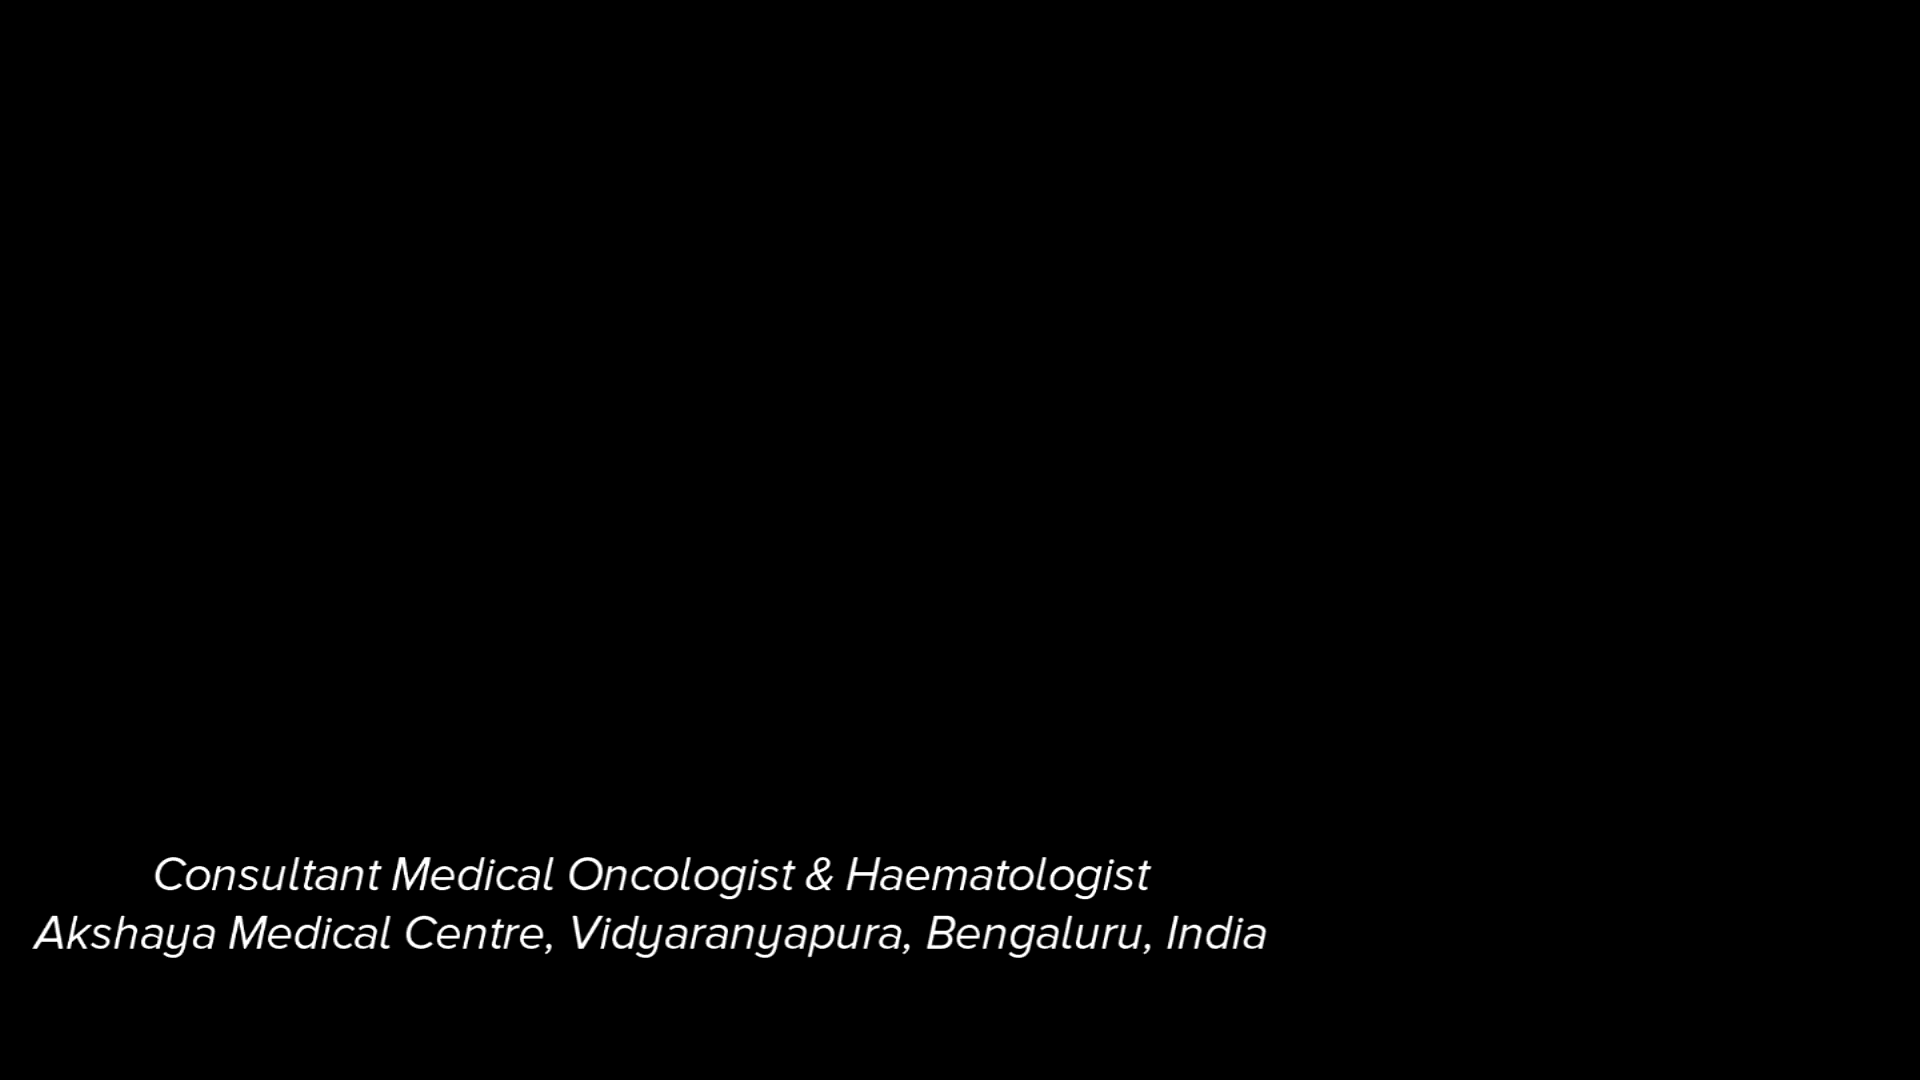 Consultant Medical Oncologist & Haematologist
Akshaya Medical Centre, Vidyaranyapura, Bengaluru, India